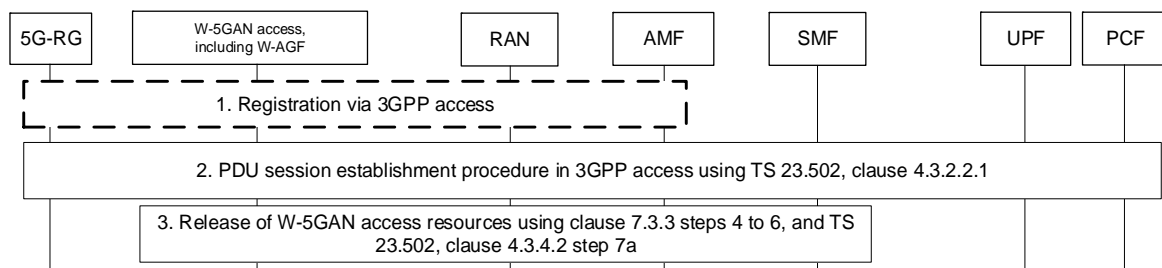 5G-RG
W-5GAN access,
including W-AGF
RAN
AMF
SMF
UPF
PCF
1. Registration via 3GPP access
2. PDU session establishment procedure in 3GPP access using TS 23.502, clause 4.3.2.2.1
3. Release of W-5GAN access resources using clause 7.3.3 steps 4 to 6, and TS
23.502, clause 4.3.4.2 step 7a